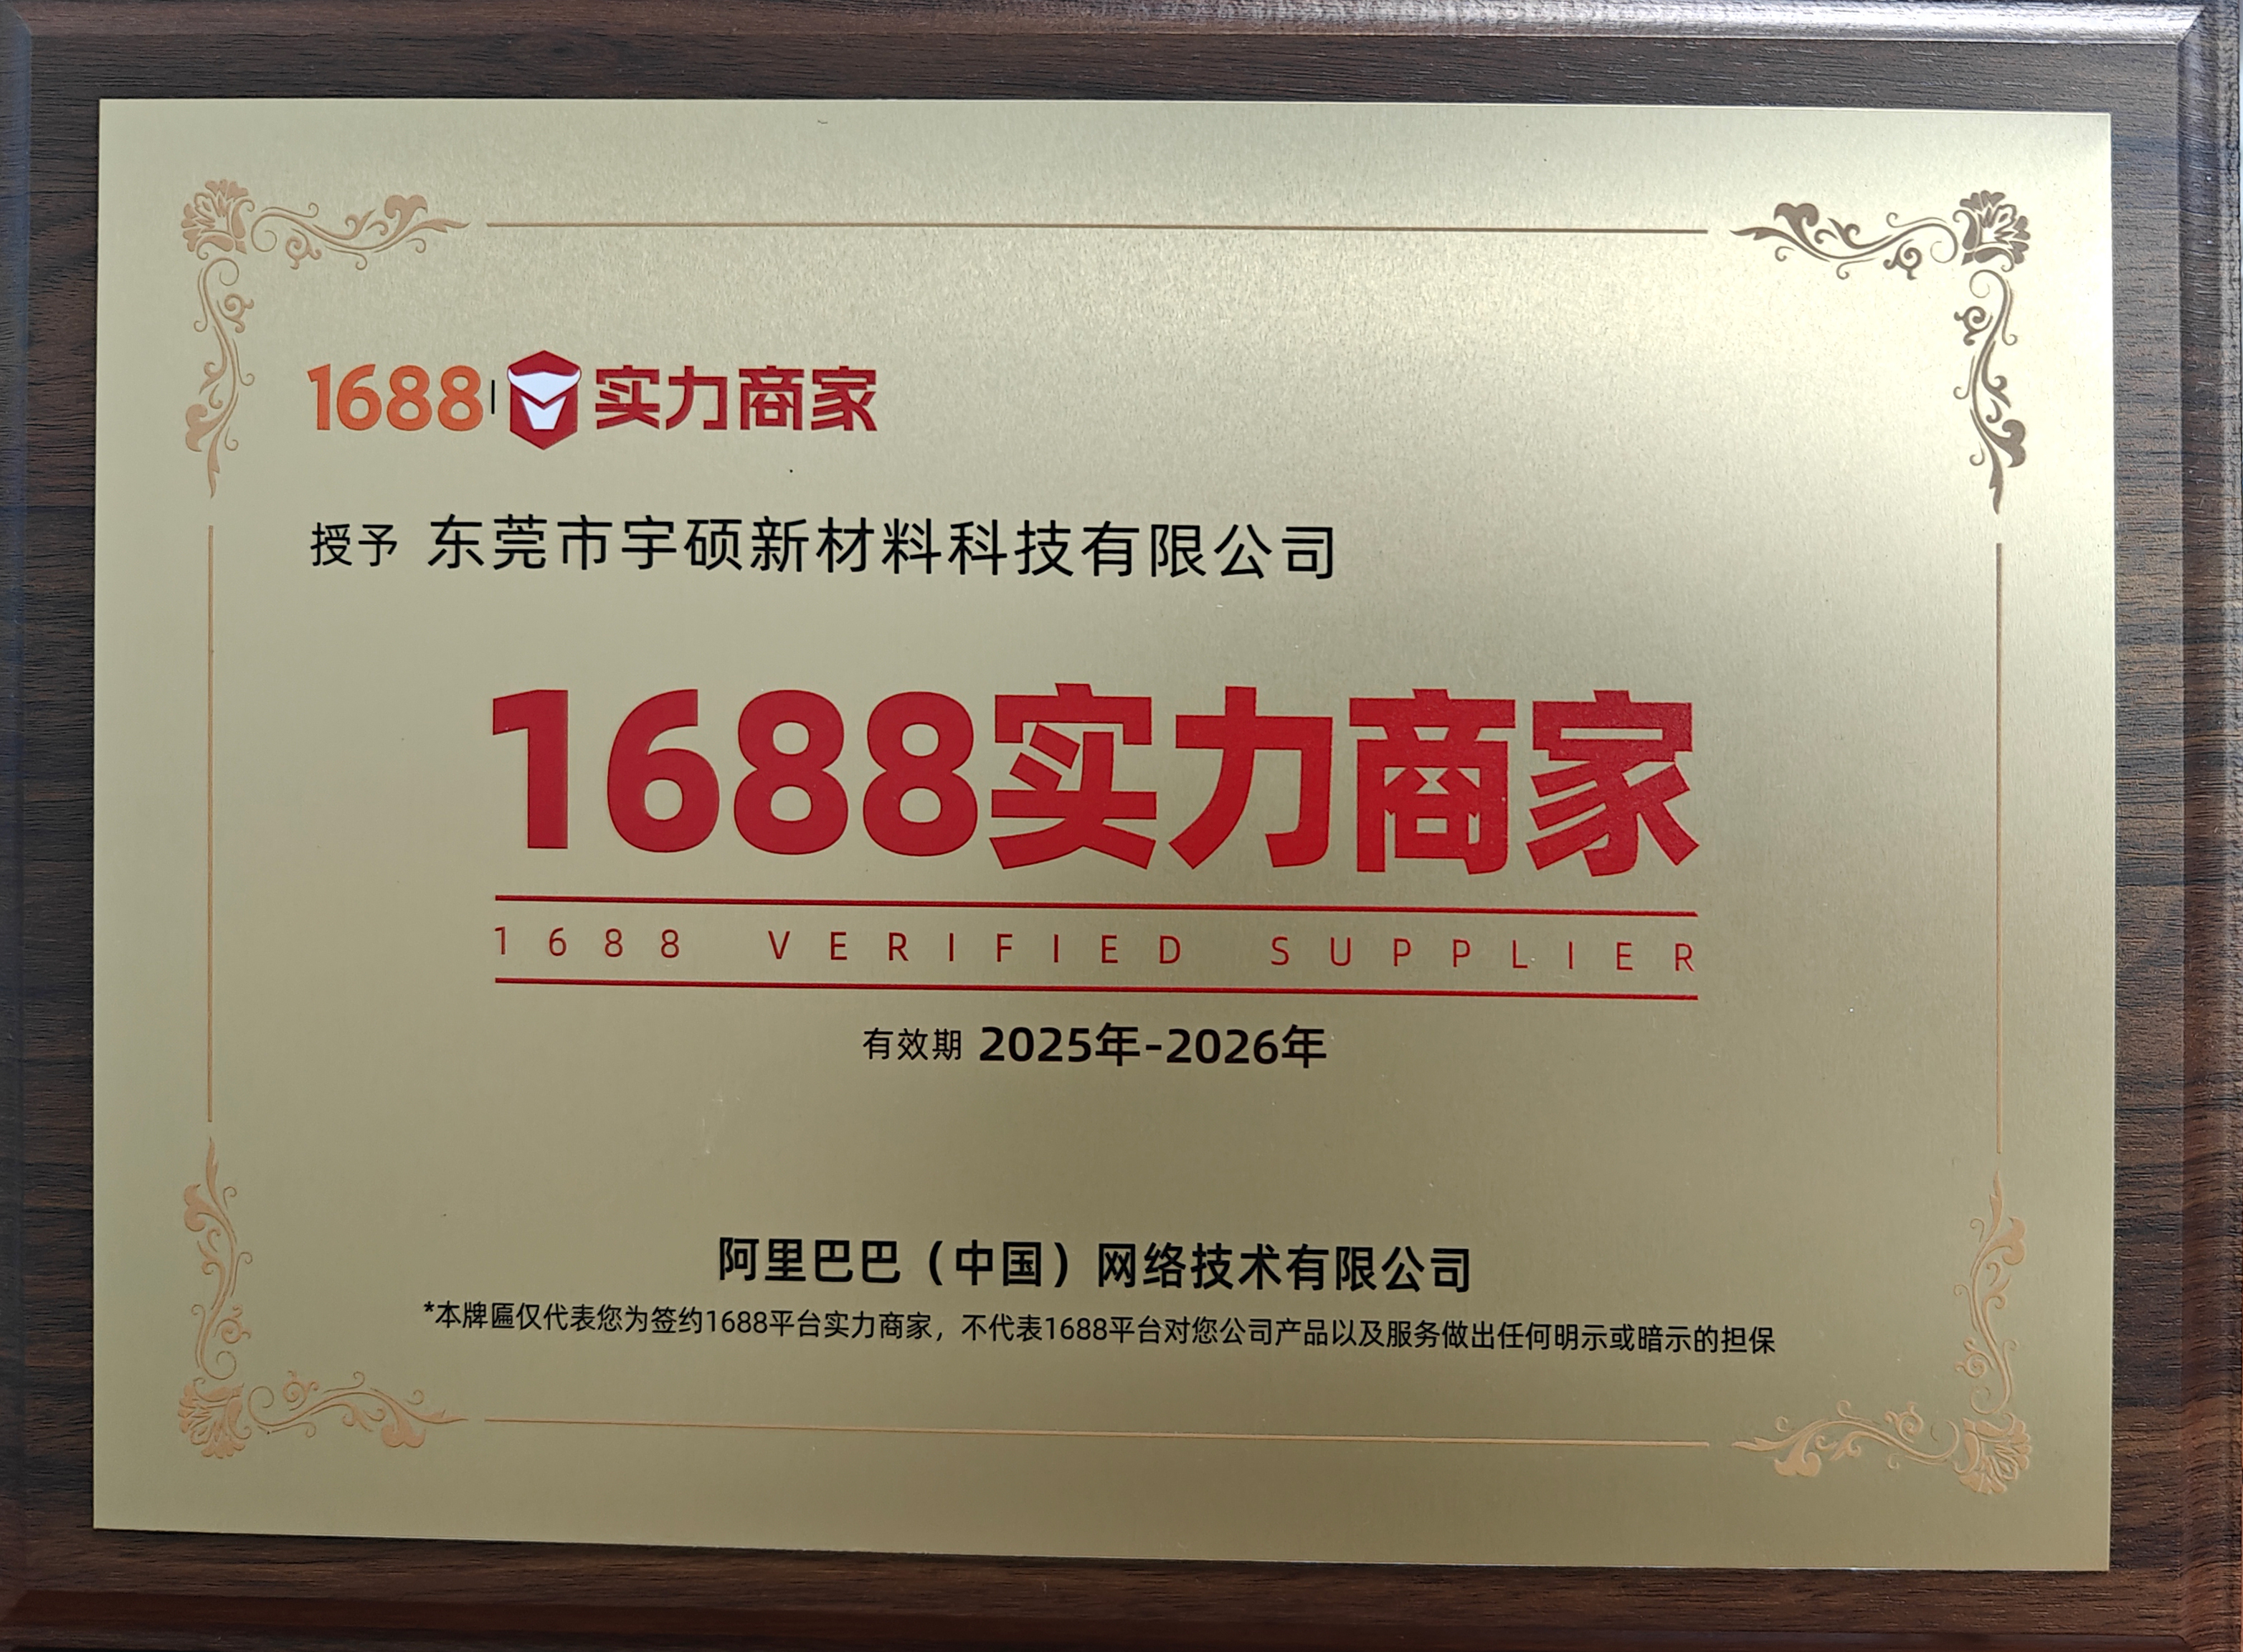 1688 实力商家
授予 东莞市宇硕新材料科技有限公司
1688实力商家
1688 VERIFIED SUPPLIER
有效期 2025年-2026年
阿里巴巴（中国）网络技术有限公司
*本牌匾仅代表您为签约1688平台实力商家，不代表1688平台对您公司产品以及服务做出任何明示或暗示的担保